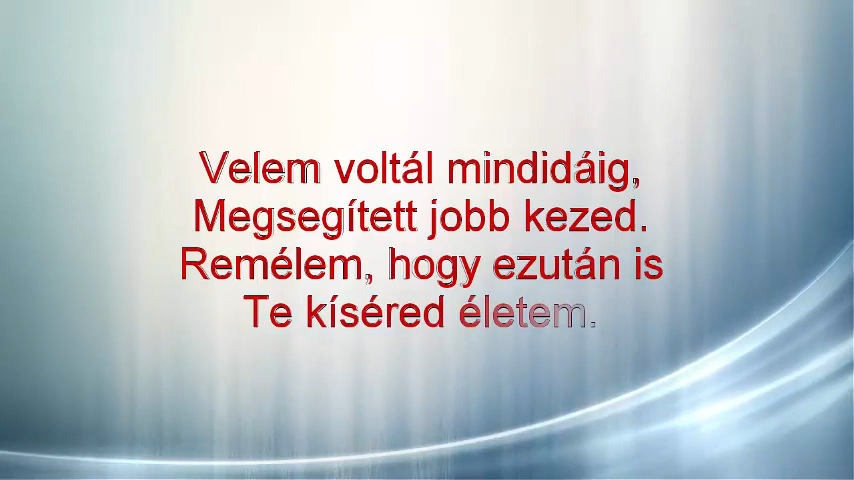 Velem voltál mindidáig,
Megsegített jobb kezed.
Remélem, hogy ezután is
Te kíséred életem.